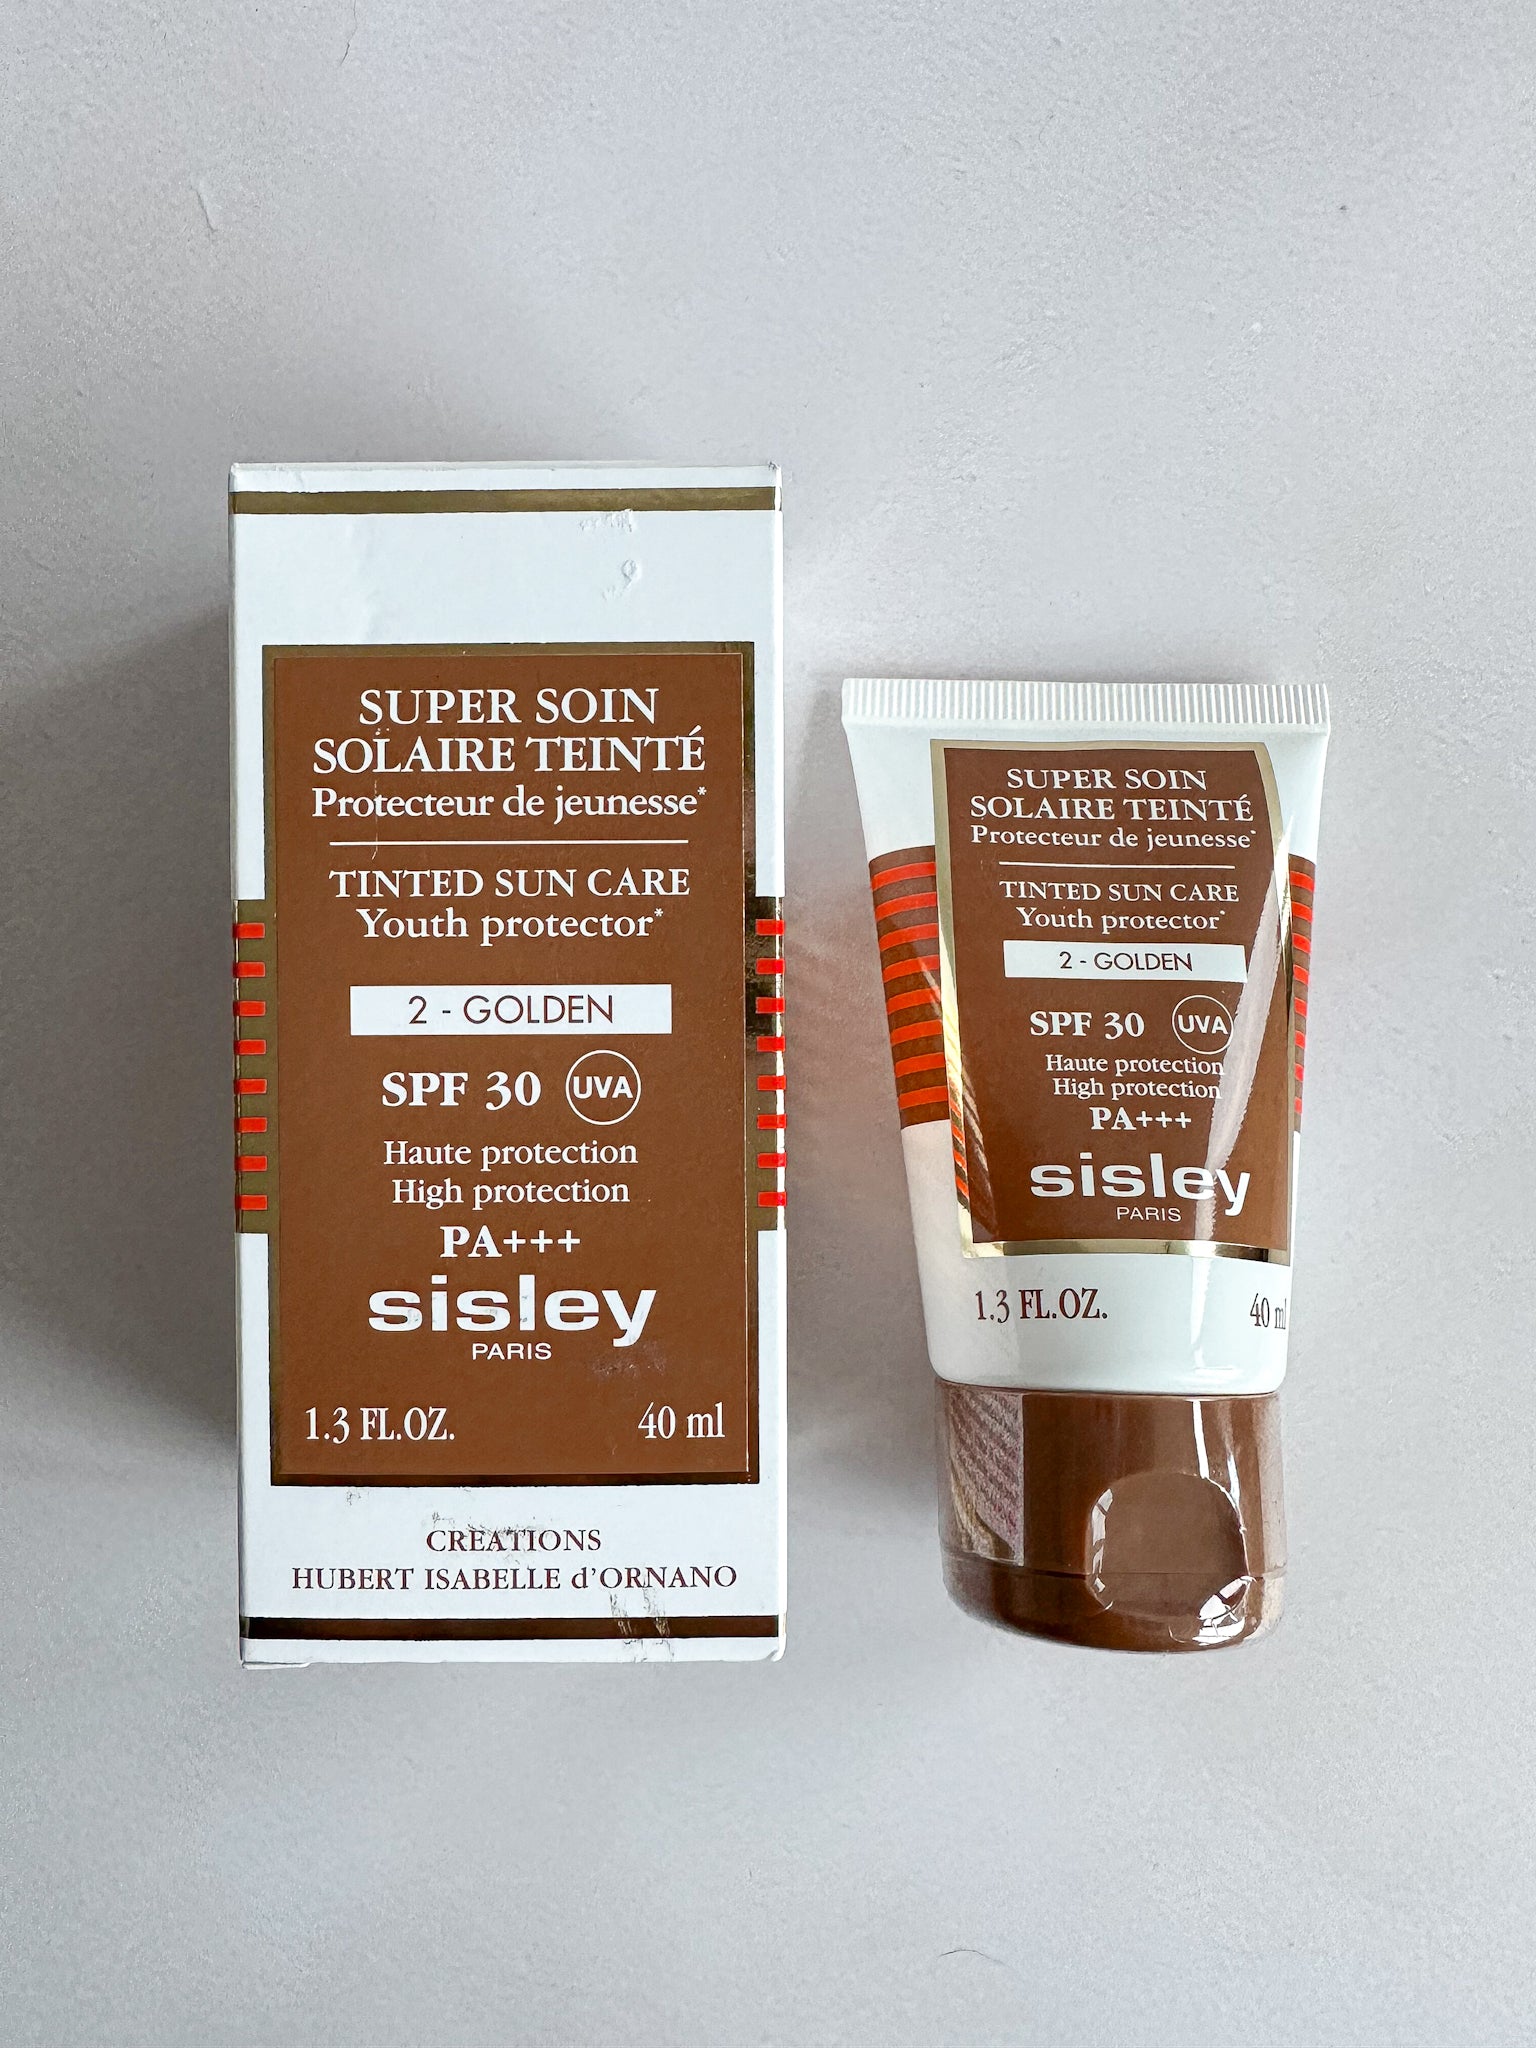 SUPER SOIN
SOLAIRE TEINTÉ
Protecteur de jeunesse*
TINTED SUN CARE
Youth protector*
2 - GOLDEN
SPF 30 UVA
Haute protection
High protection
PA+++
sisley
PARIS
1.3 FL.OZ. 40 ml
CREATIONS
HUBERT ISABELLE d'ORNANO
SUPER SOIN
SOLAIRE TEINTÉ
Protecteur de jeunesse*
TINTED SUN CARE
Youth protector*
2 - GOLDEN
SPF 30 UVA
Haute protection
High protection
PA+++
sisley
PARIS
1.3 FL.OZ. 40 ml